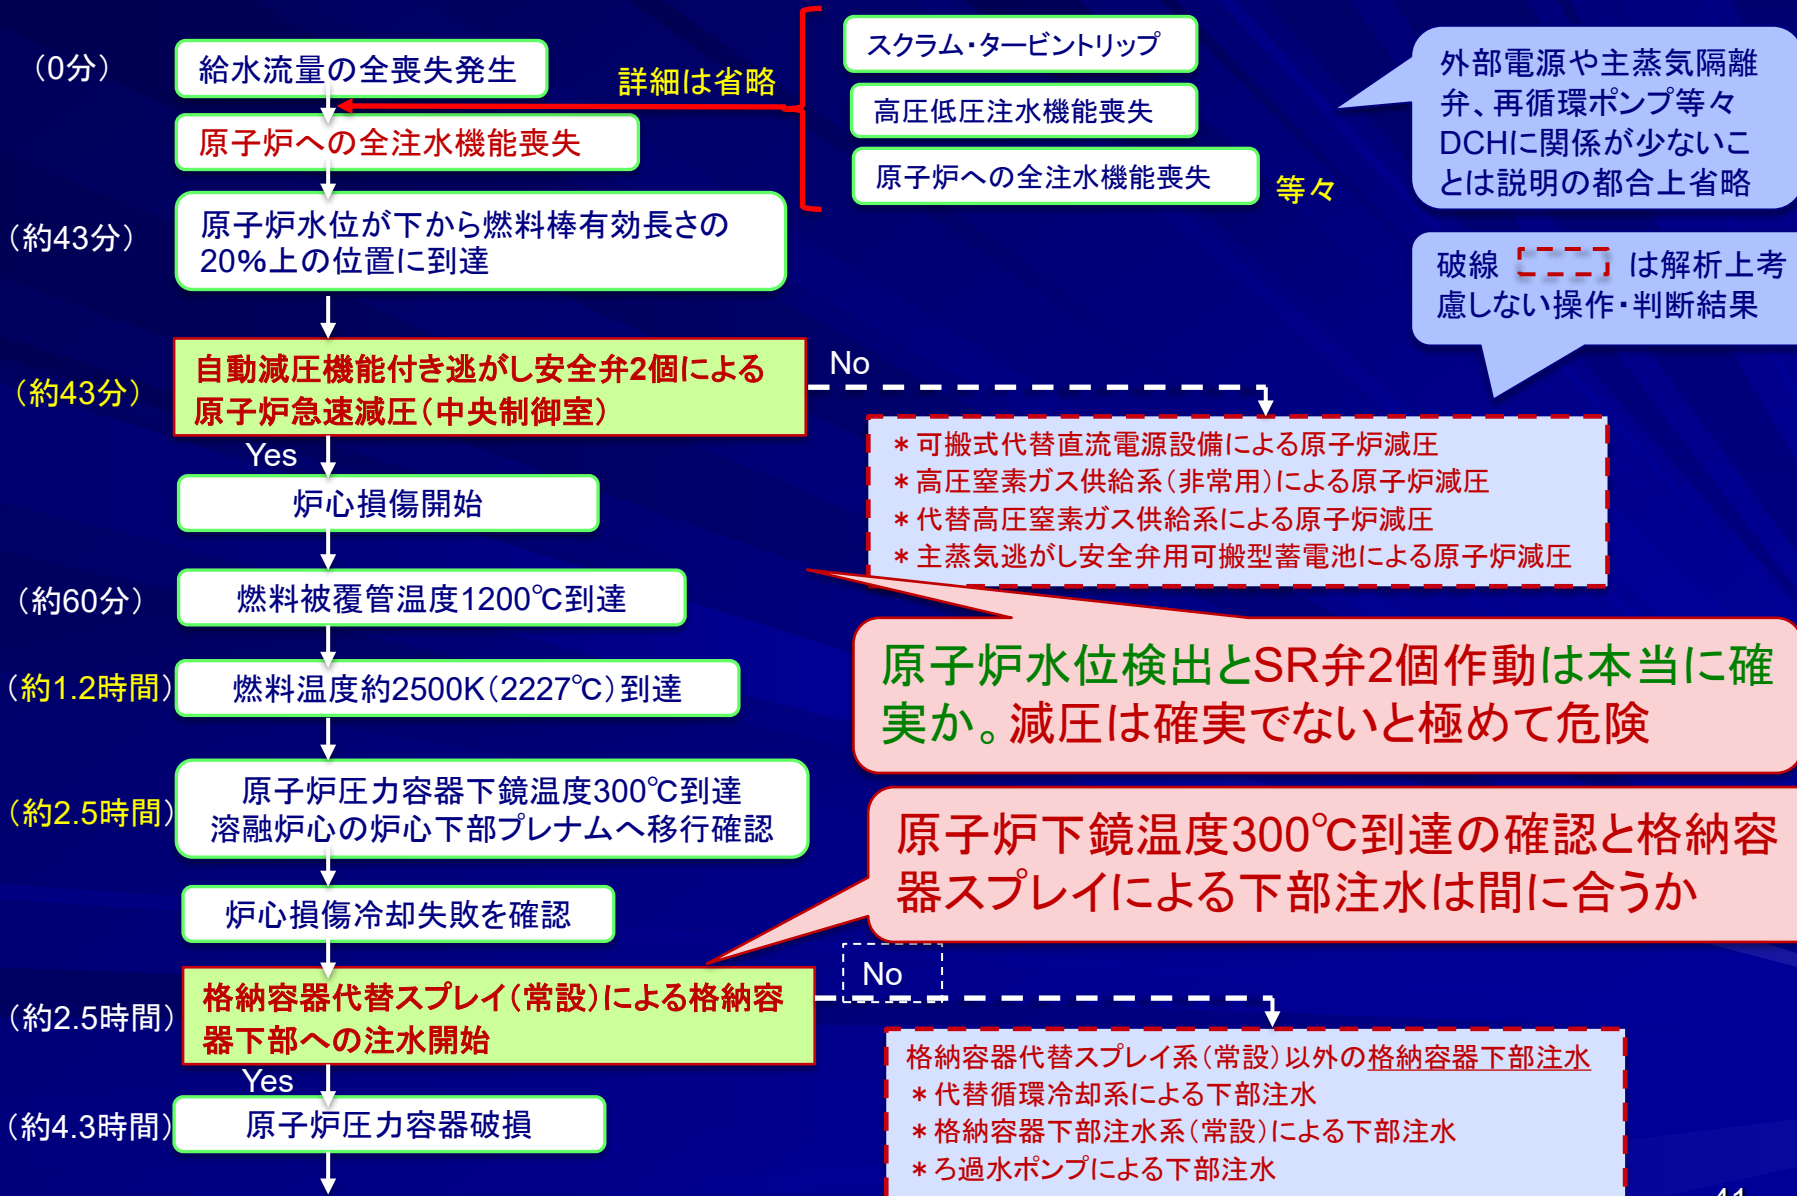 （0分）
給水流量の全喪失発生
詳細は省略
スクラム・タービントリップ
高圧低圧注水機能喪失
原子炉への全注水機能喪失
等々
外部電源や主蒸気隔離
弁、再循環ポンプ等々
DCHに関係が少ないこ
とは説明の都合上省略
原子炉への全注水機能喪失
（約43分）
原子炉水位が下から燃料棒有効長さの
20%上の位置に到達
破線 は解析上考
慮しない操作・判断結果
（約43分）
自動減圧機能付き逃がし安全弁2個による
原子炉急速減圧（中央制御室）
No
Yes
＊可搬式代替直流電源設備による原子炉減圧
＊高圧窒素ガス供給系（非常用）による原子炉減圧
＊代替高圧窒素ガス供給系による原子炉減圧
＊主蒸気逃がし安全弁用可搬型蓄電池による原子炉減圧
炉心損傷開始
（約60分）
燃料被覆管温度1200℃到達
原子炉水位検出とSR弁2個作動は本当に確
実か。減圧は確実でないと極めて危険
（約1.2時間）
燃料温度約2500K（2227℃）到達
（約2.5時間）
原子炉圧力容器下鏡温度300℃到達
溶融炉心の炉心下部プレナムへ移行確認
原子炉下鏡温度300℃到達の確認と格納容
器スプレイによる下部注水は間に合うか
炉心損傷冷却失敗を確認
（約2.5時間）
格納容器代替スプレイ（常設）による格納容
器下部への注水開始
No
Yes
格納容器代替スプレイ系（常設）以外の格納容器下部注水
＊代替循環冷却系による下部注水
＊格納容器下部注水系（常設）による下部注水
＊ろ過水ポンプによる下部注水
（約4.3時間）
原子炉圧力容器破損
41